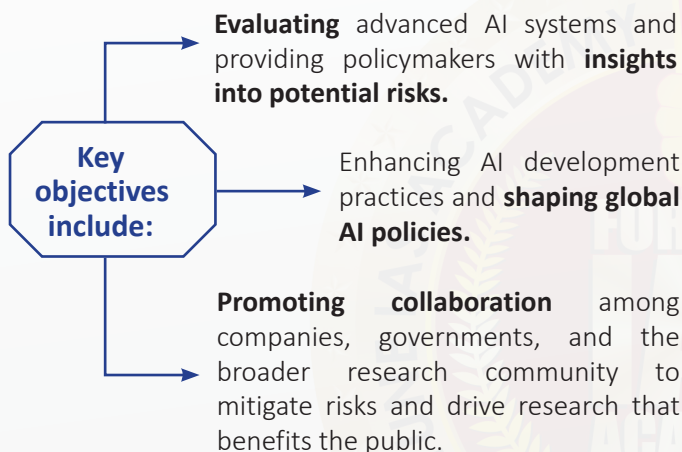 Evaluating advanced AI systems and
providing policymakers with insights
into potential risks.
Key
objectives
include:
Enhancing AI development
practices and shaping global
AI policies.
Promoting collaboration among
companies, governments, and the
broader research community to
mitigate risks and drive research that
benefits the public.